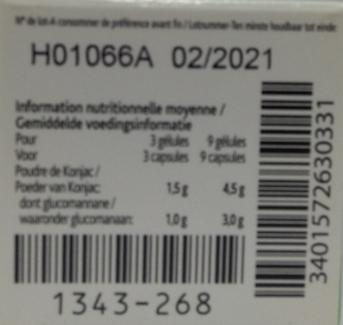 N° de lot-A consommer de préférence avant fin / Lotnummer-Ten minste houdbaar tot einde:
H01066A 02/2021
Information nutritionnelle moyenne /
Gemiddelde voedingsinformatie
Pour 3 gélules 9 gélules
Voor 3 capsules 9 capsules
Poudre de Konjac /
Poeder van Konjac: 1,5 g 4,5 g
dont glucomannane /
waaronder glucomanaan: 1,0 g 3,0 g
1343-268
3401572630331